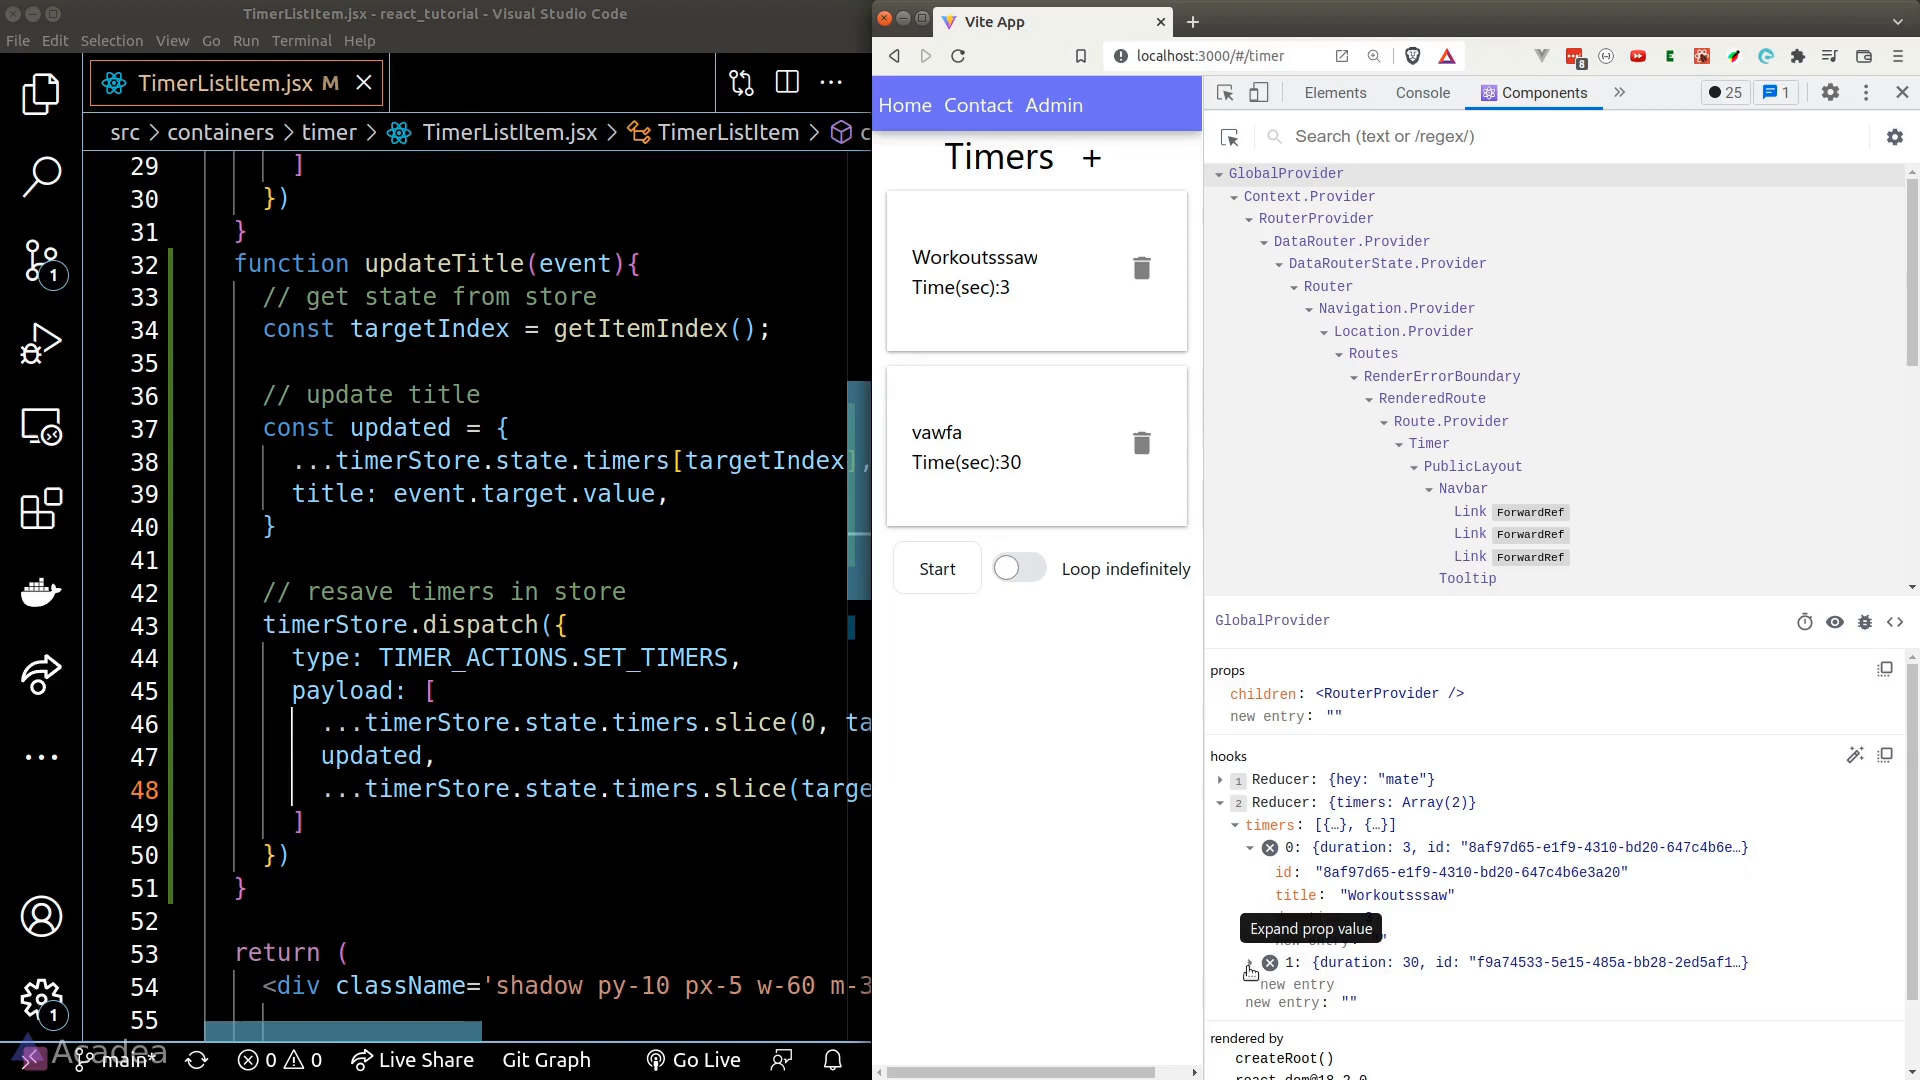 TimerListItem.jsx - react_tutorial - Visual Studio Code
File Edit Selection View Go Run Terminal Help
TimerListItem.jsx M
src > containers > timer > TimerListItem.jsx > TimerListItem > c
29 ]
30 })
31 }
32 function updateTitle(event){
33 // get state from store
34 const targetIndex = getItemIndex();
35
36 // update title
37 const updated = {
38 ...timerStore.state.timers[targetIndex],
39 title: event.target.value,
40 }
41
42 // resave timers in store
43 timerStore.dispatch({
44 type: TIMER_ACTIONS.SET_TIMERS,
45 payload: [
46 ...timerStore.state.timers.slice(0, ta
47 updated,
48 ...timerStore.state.timers.slice(targe
49 ]
50 })
51 }
52
53 return (
54 <div className='shadow py-10 px-5 w-60 m-3
55
1
1
Acadea
main* 0 0 Live Share Git Graph Go Live
Vite App
localhost:3000/#/timer
8
Home Contact Admin
Timers +
Workoutsssaw
Time(sec):3
vawfa
Time(sec):30
Start Loop indefinitely
Elements Console Components >> 25 1
Search (text or /regex/)
GlobalProvider
Context.Provider
RouterProvider
DataRouter.Provider
DataRouterState.Provider
Router
Navigation.Provider
Location.Provider
Routes
RenderErrorBoundary
RenderedRoute
Route.Provider
Timer
PublicLayout
Navbar
Link ForwardRef
Link ForwardRef
Link ForwardRef
Tooltip
GlobalProvider
props
children: <RouterProvider />
new entry: ""
hooks
1 Reducer: {hey: "mate"}
2 Reducer: {timers: Array(2)}
timers: [{…}, {…}]
0: {duration: 3, id: "8af97d65-e1f9-4310-bd20-647c4b6e…}
id: "8af97d65-e1f9-4310-bd20-647c4b6e3a20"
title: "Workoutsssaw"
Expand prop value
1: {duration: 30, id: "f9a74533-5e15-485a-bb28-2ed5af1…}
new entry
new entry: ""
rendered by
createRoot()
react-dom@18.2.0